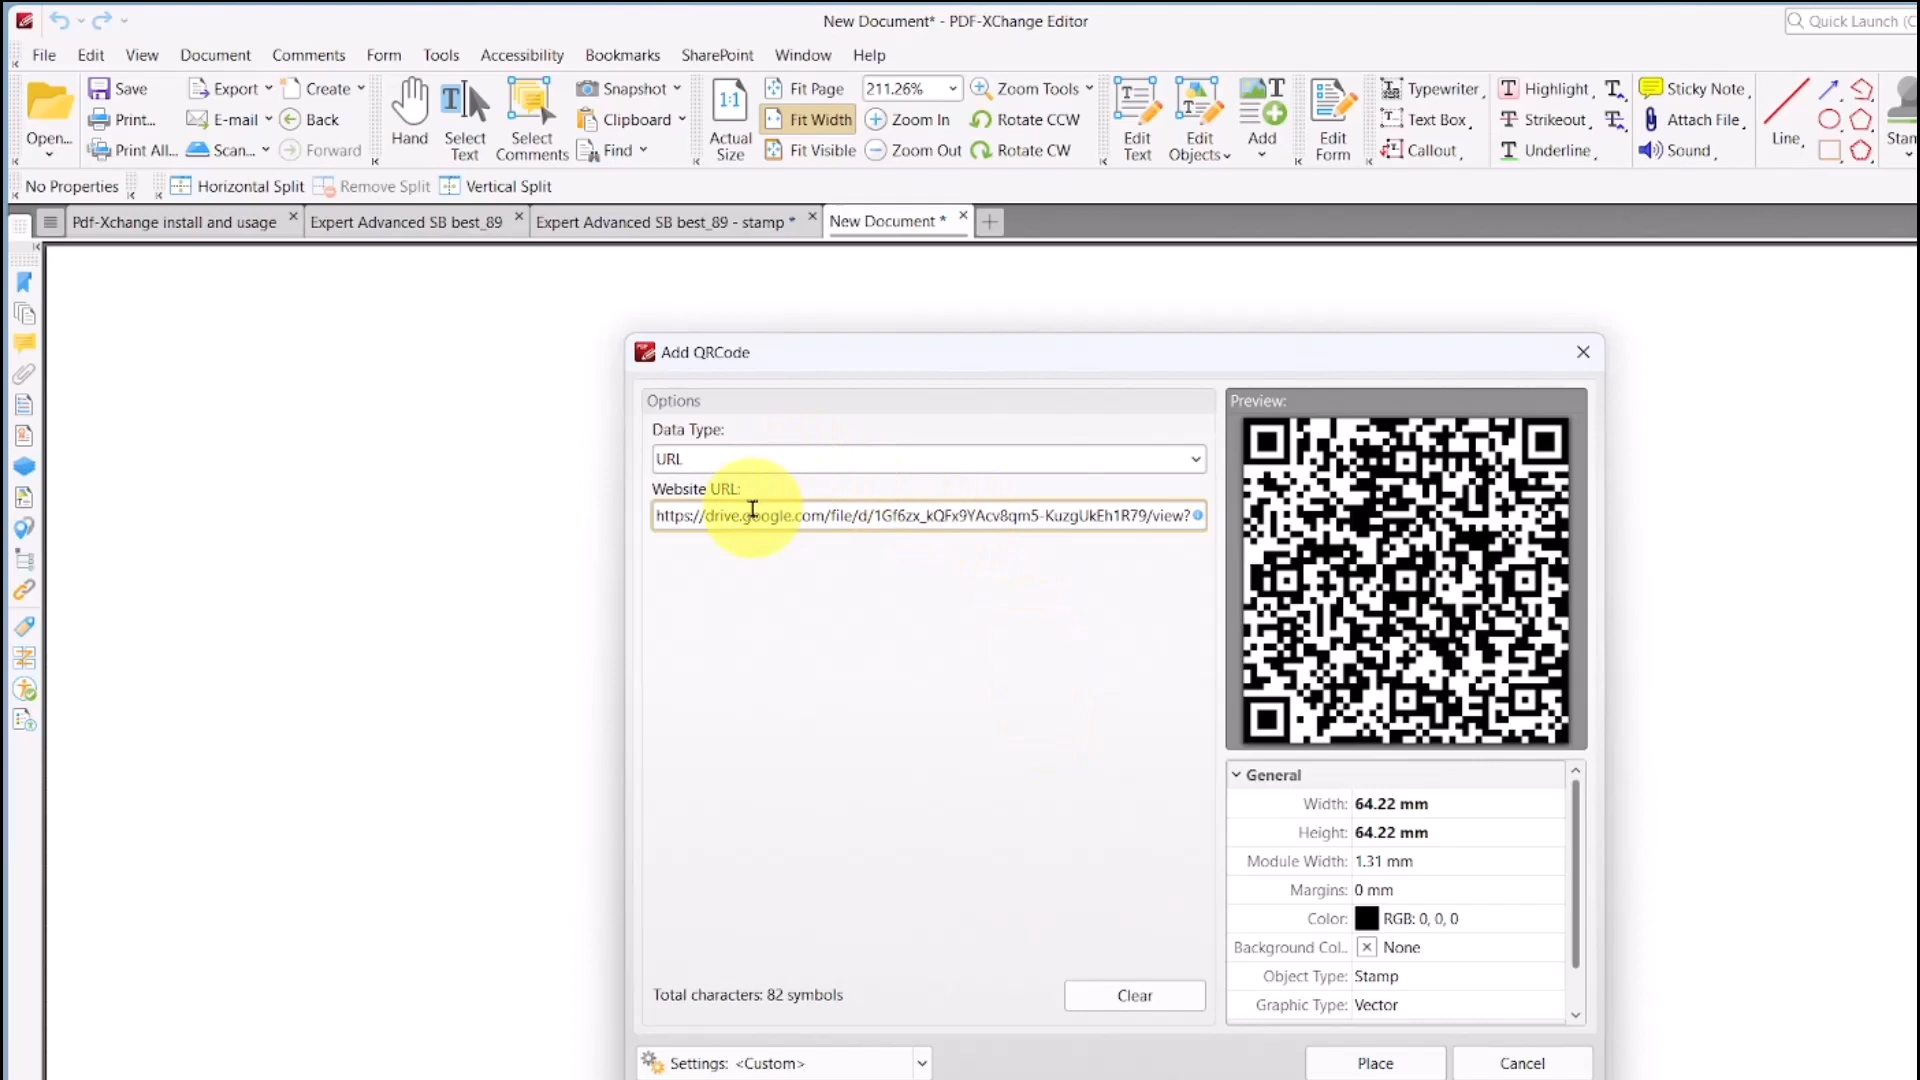 New Document* - PDF-XChange Editor
Quick Launch (C
File Edit View Document Comments Form Tools Accessibility Bookmarks SharePoint Window Help
Open...
Save
Print...
Print All...
Export
E-mail
Scan...
Create
Back
Forward
Hand
Select Text
Select Comments
Snapshot
Clipboard
Find
1:1
Actual Size
Fit Page
Fit Width
Fit Visible
211.26%
Zoom In
Zoom Out
Zoom Tools
Rotate CCW
Rotate CW
Edit Text
Edit Objects
Add
Edit Form
Typewriter
Text Box
Callout
Highlight
Strikeout
Underline
Sticky Note
Attach File
Sound
Line
Stam
No Properties Horizontal Split Remove Split Vertical Split
Pdf-Xchange install and usage Expert Advanced SB best_89 Expert Advanced SB best_89 - stamp * New Document *
Add QRCode
Options
Data Type:
URL
Website URL:
https://drive.google.com/file/d/1Gf6zx_kQFx9YAcv8qm5-KuzgUkEh1R79/view?
Total characters: 82 symbols
Clear
Preview:
General
Width: 64.22 mm
Height: 64.22 mm
Module Width: 1.31 mm
Margins: 0 mm
Color: RGB: 0, 0, 0
Background Col... None
Object Type: Stamp
Graphic Type: Vector
Settings: <Custom>
Place
Cancel